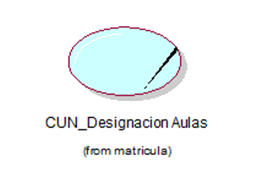 CUN_Designacion Aulas
(from matricula)